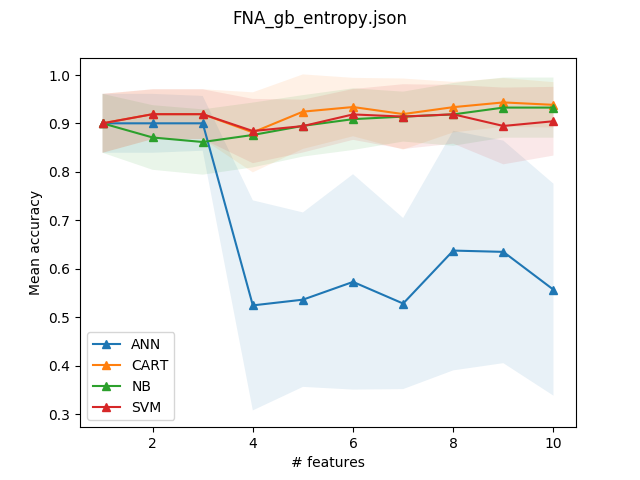 FNA_gb_entropy.json
1.0
0.9
0.8
0.7
0.6
0.5
0.4
0.3
Mean accuracy
ANN
CART
NB
SVM
2
4
6
8
10
# features